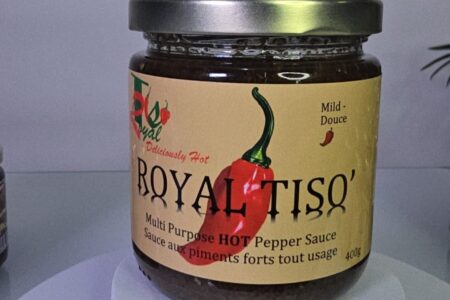 Tiso
Royal
Deliciously Hot
Mild -
Douce
ROYAL TISO'
Multi Purpose HOT Pepper Sauce
Sauce aux piments forts tout usage
400g